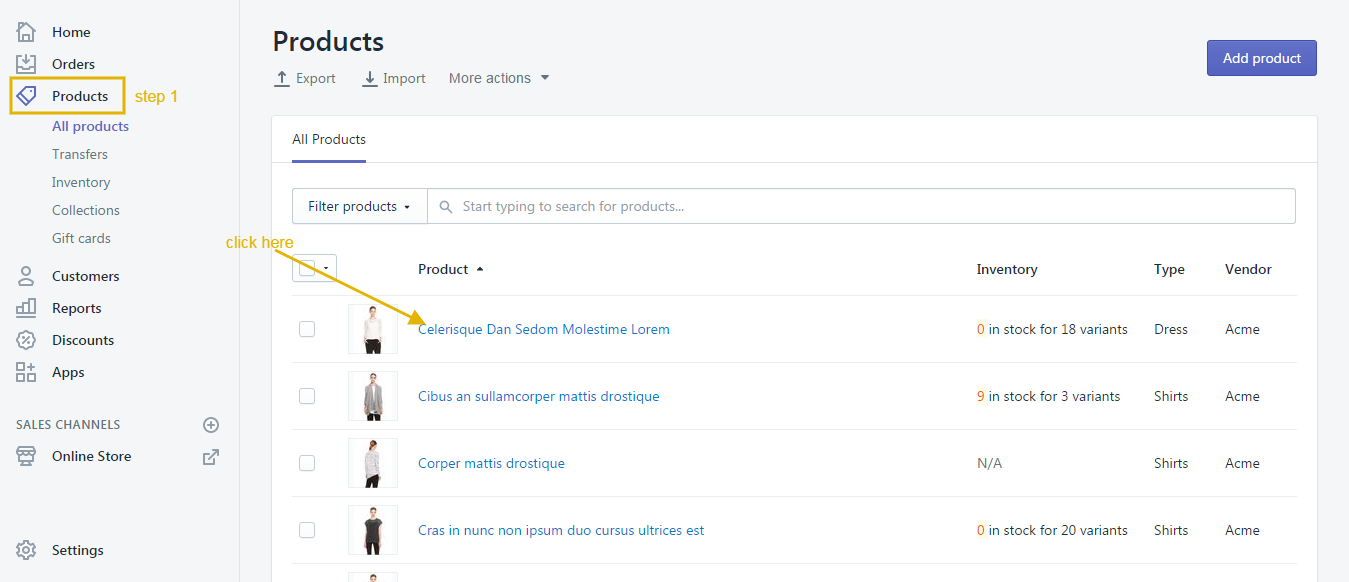 Home
Orders
Products
step 1
All products
Transfers
Inventory
Collections
Gift cards
Customers
Reports
Discounts
Apps
SALES CHANNELS
Online Store
Settings
Products
Export Import More actions
Add product
All Products
Filter products Start typing to search for products...
click here
Product Inventory Type Vendor
Celerisque Dan Sedom Molestime Lorem 0 in stock for 18 variants Dress Acme
Cibus an sullamcorper mattis drostique 9 in stock for 3 variants Shirts Acme
Corper mattis drostique N/A Shirts Acme
Cras in nunc non ipsum duo cursus ultrices est 0 in stock for 20 variants Shirts Acme